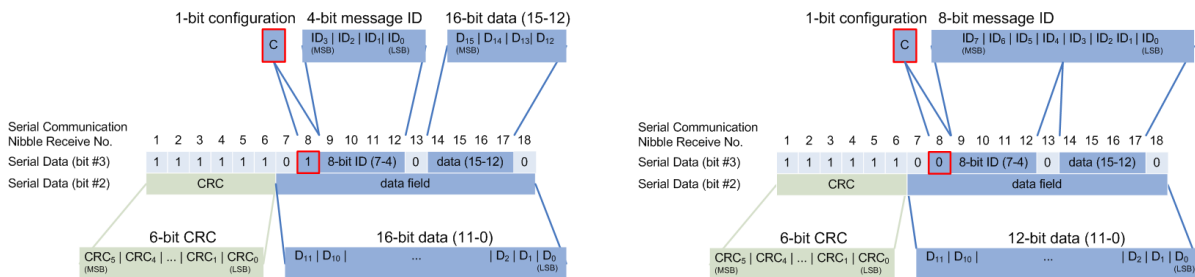 1-bit configuration 4-bit message ID 16-bit data (15-12)
C
ID3 | ID2 | ID1| ID0
(MSB) (LSB)
D15 | D14 | D13| D12
(MSB)
Serial Communication
Nibble Receive No.
1 2 3 4 5 6 7 8 9 10 11 12 13 14 15 16 17 18
Serial Data (bit #3) 1 1 1 1 1 1 0 1 8-bit ID (7-4) 0 data (15-12) 0
Serial Data (bit #2) CRC data field
6-bit CRC 16-bit data (11-0)
CRC5 | CRC4 | ... | CRC1 | CRC0
(MSB) (LSB)
D11 | D10 | ... | D2 | D1 | D0
(LSB)
1-bit configuration 8-bit message ID
C
ID7 | ID6 | ID5 | ID4 | ID3 | ID2 ID1 | ID0
(MSB) (LSB)
Serial Communication
Nibble Receive No.
1 2 3 4 5 6 7 8 9 10 11 12 13 14 15 16 17 18
Serial Data (bit #3) 1 1 1 1 1 1 0 0 8-bit ID (7-4) 0 data (15-12) 0
Serial Data (bit #2) CRC data field
6-bit CRC 12-bit data (11-0)
CRC5 | CRC4 | ... | CRC1 | CRC0
(MSB) (LSB)
D11 | D10 | ... | D2 | D1 | D0
(LSB)